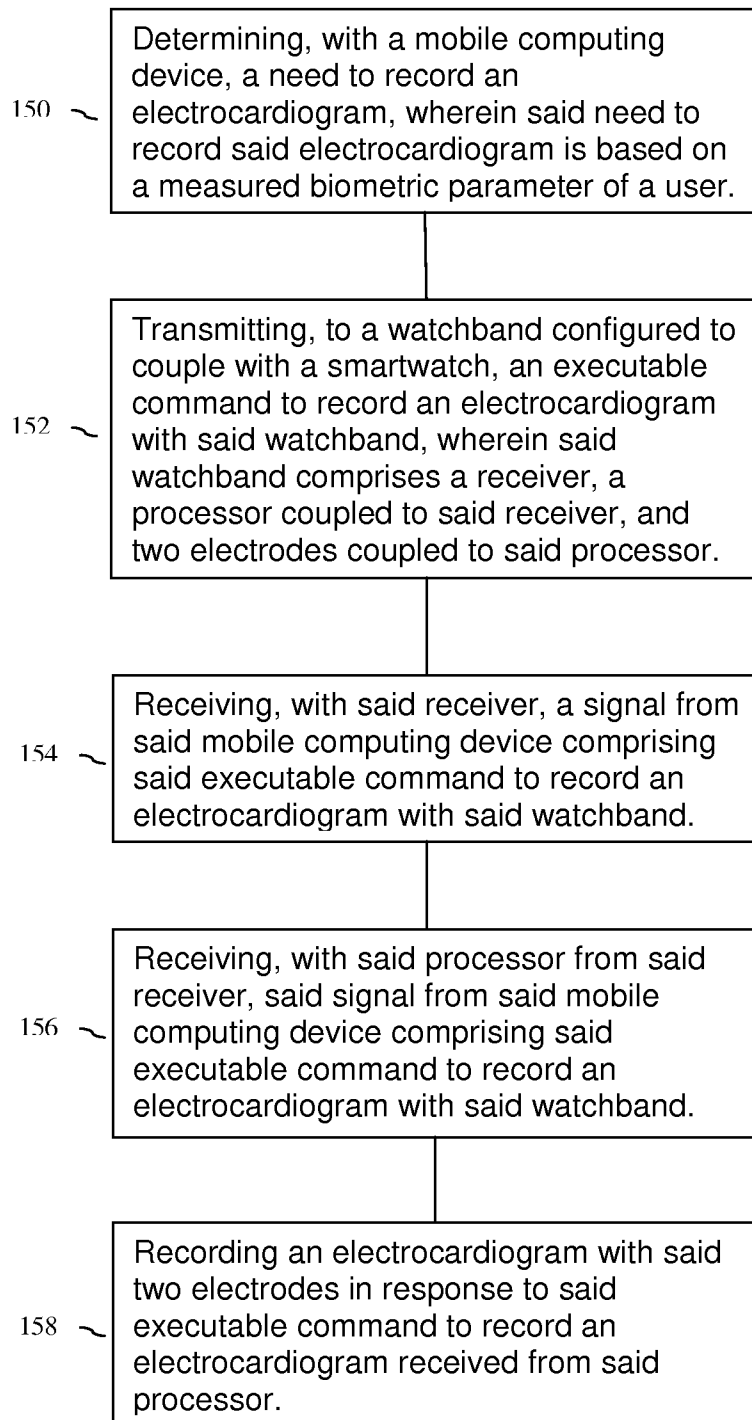 Determining, with a mobile computing
device, a need to record an
150 electrocardiogram, wherein said need to
record said electrocardiogram is based on
a measured biometric parameter of a user.
Transmitting, to a watchband configured to
couple with a smartwatch, an executable
command to record an electrocardiogram
152 with said watchband, wherein said
watchband comprises a receiver, a
processor coupled to said receiver, and
two electrodes coupled to said processor.
Receiving, with said receiver, a signal from
154 said mobile computing device comprising
said executable command to record an
electrocardiogram with said watchband.
Receiving, with said processor from said
receiver, said signal from said mobile
156 computing device comprising said
executable command to record an
electrocardiogram with said watchband.
Recording an electrocardiogram with said
two electrodes in response to said
158 executable command to record an
electrocardiogram received from said
processor.